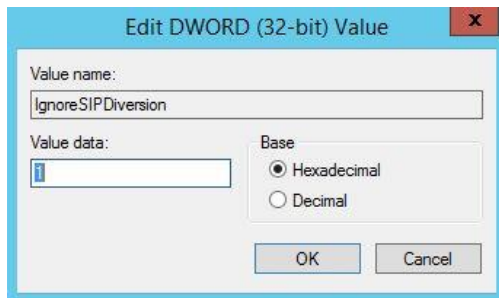 Edit DWORD (32-bit) Value
x
Value name:
IgnoreSIPDiversion
Value data:
1
Base
Hexadecimal
Decimal
OK
Cancel